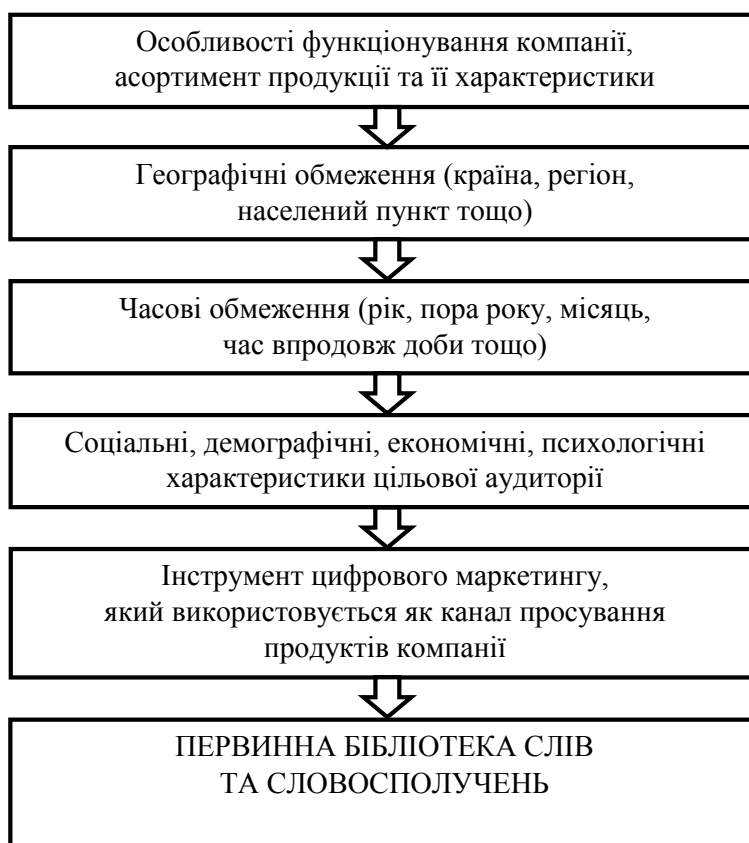 Особливості функціонування компанії,
асортимент продукції та її характеристики
Географічні обмеження (країна, регіон,
населений пункт тощо)
Часові обмеження (рік, пора року, місяць,
час впродовж доби тощо)
Соціальні, демографічні, економічні, психологічні
характеристики цільової аудиторії
Інструмент цифрового маркетингу,
який використовується як канал просування
продуктів компанії
ПЕРВИННА БІБЛІОТЕКА СЛІВ
ТА СЛОВОСПОЛУЧЕНЬ